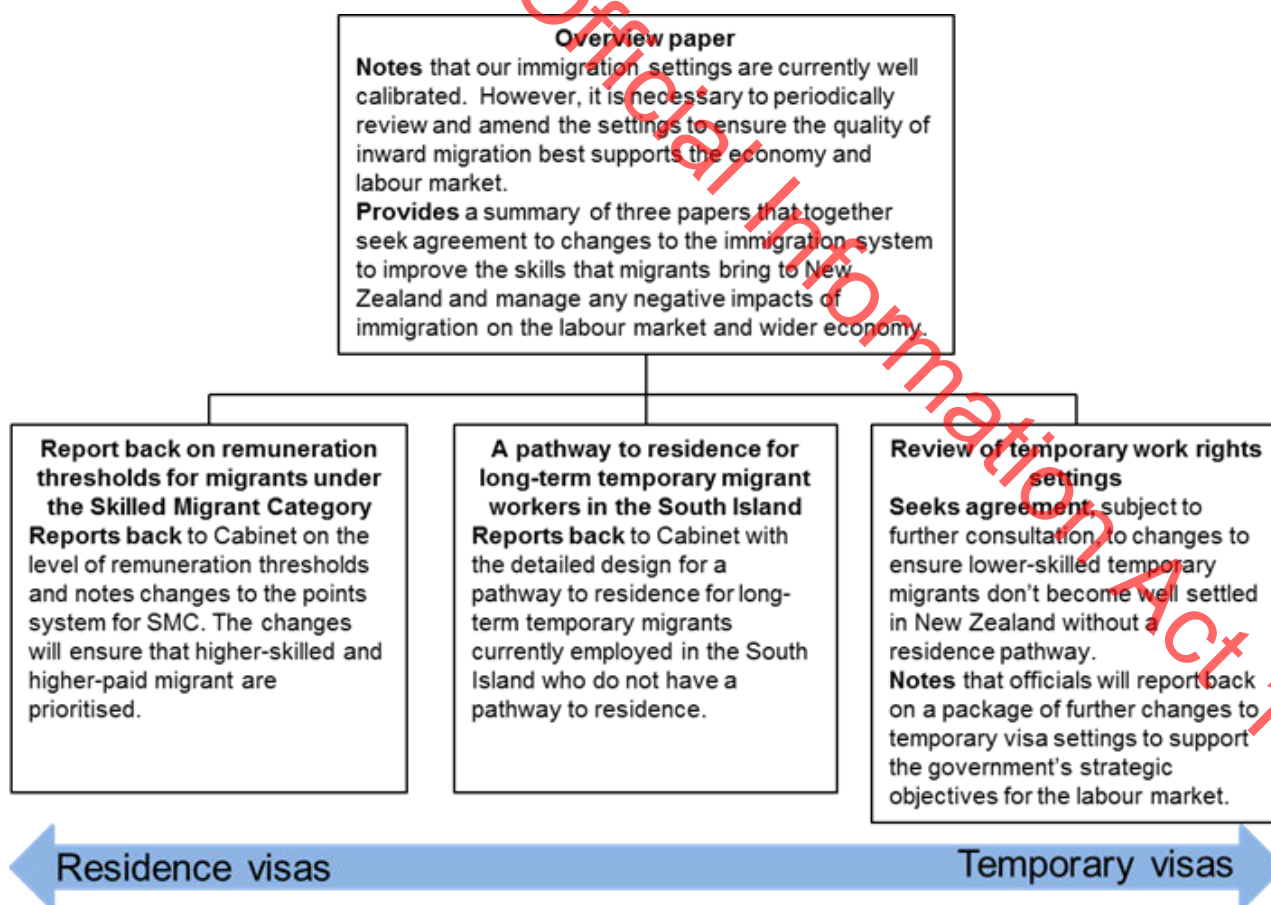 Overview paper
Notes that our immigration settings are currently well
calibrated. However, it is necessary to periodically
review and amend the settings to ensure the quality of
inward migration best supports the economy and
labour market.
Provides a summary of three papers that together
seek agreement to changes to the immigration system
to improve the skills that migrants bring to New
Zealand and manage any negative impacts of
immigration on the labour market and wider economy.
Report back on remuneration
thresholds for migrants under
the Skilled Migrant Category
Reports back to Cabinet on the
level of remuneration thresholds
and notes changes to the points
system for SMC. The changes
will ensure that higher-skilled and
higher-paid migrant are
prioritised.
A pathway to residence for
long-term temporary migrant
workers in the South Island
Reports back to Cabinet with
the detailed design for a
pathway to residence for long-
term temporary migrants
currently employed in the South
Island who do not have a
pathway to residence.
Review of temporary work rights
settings
Seeks agreement, subject to
further consultation, to changes to
ensure lower-skilled temporary
migrants don't become well settled
in New Zealand without a
residence pathway.
Notes that officials will report back
on a package of further changes to
temporary visa settings to support
the government's strategic
objectives for the labour market.
Residence visas
Temporary visas
Official Information Act